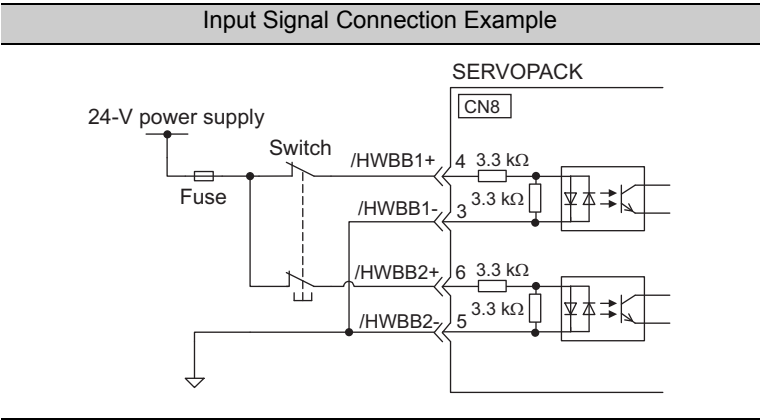 Input Signal Connection Example
SERVOPACK
CN8
24-V power supply
Switch
Fuse
/HWBB1+ 4 3.3 kΩ
/HWBB1- 3 3.3 kΩ
/HWBB2+ 6 3.3 kΩ
/HWBB2- 5 3.3 kΩ